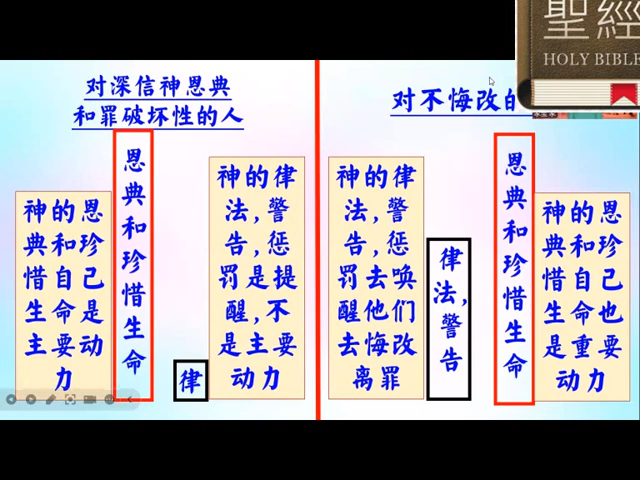 聖經
HOLY BIBLE
对深信神恩典
和罪破坏性的人
神的恩
典和珍
惜自己
生命是
主要动
力
恩典和珍惜生命
律
神的律
法,警
告,惩
罚是提
醒,不
是主要
动力
对不悔改的
神的律
法,警
告,惩
罚去唤
醒他们
去悔改
离罪
律法,警告
恩典和珍惜生命
神的恩
典和珍
惜自己
生命也
是重要
动力